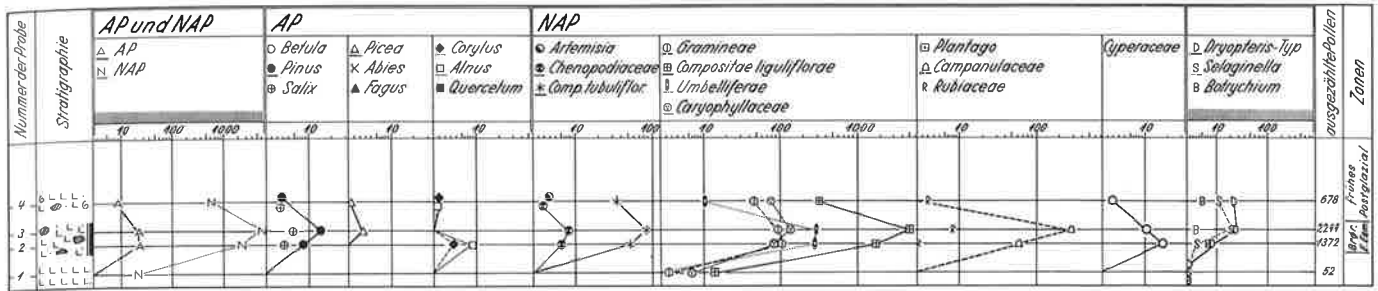 Nummer der Probe
Stratigraphie
AP und NAP
△ AP
N NAP
AP
○ Betula
● Pinus
⊕ Salix
△ Picea
× Abies
▲ Fagus
◆ Corylus
□ Alnus
■ Quercetum
NAP
Artemisia
Chenopodiaceae
* Comp. tubuliflor.
Gramineae
Compositae liguliflorae
Umbelliferae
Caryophyllaceae
Plantago
Campanulaceae
R Rubiaceae
Cyperaceae
D Dryopteris-Typ
S Selaginella
B Botrychium
ausgezählte Pollen
Zonen
10 100 1000 10 10 10 10 100 10 100 1000 10 10 10 100
4
678
Frühes Postglazial
3
2211
2
1372
1
52